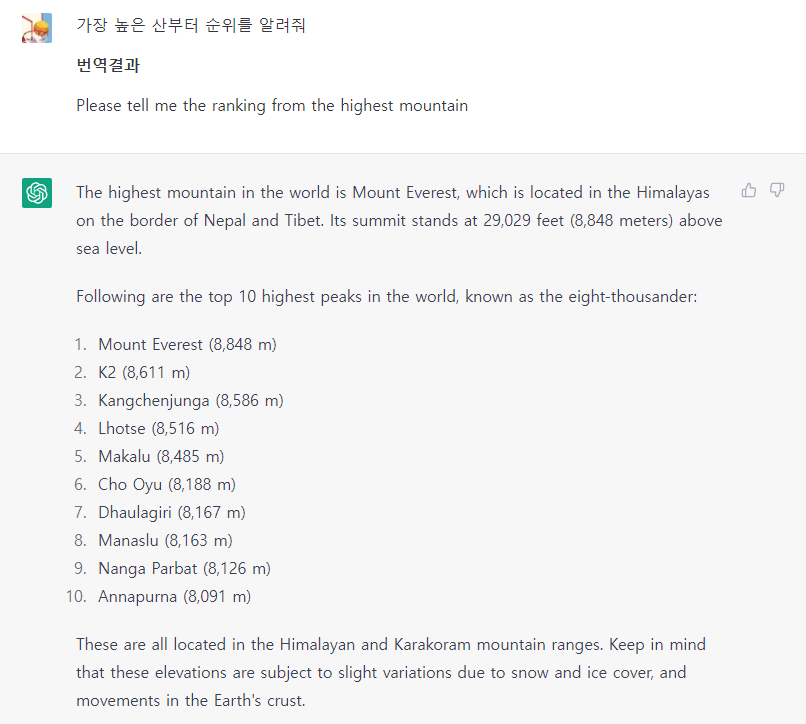 가장 높은 산부터 순위를 알려줘
번역결과
Please tell me the ranking from the highest mountain
The highest mountain in the world is Mount Everest, which is located in the Himalayas
on the border of Nepal and Tibet. Its summit stands at 29,029 feet (8,848 meters) above
sea level.
Following are the top 10 highest peaks in the world, known as the eight-thousander:
1. Mount Everest (8,848 m)
2. K2 (8,611 m)
3. Kangchenjunga (8,586 m)
4. Lhotse (8,516 m)
5. Makalu (8,485 m)
6. Cho Oyu (8,188 m)
7. Dhaulagiri (8,167 m)
8. Manaslu (8,163 m)
9. Nanga Parbat (8,126 m)
10. Annapurna (8,091 m)
These are all located in the Himalayan and Karakoram mountain ranges. Keep in mind
that these elevations are subject to slight variations due to snow and ice cover, and
movements in the Earth's crust.